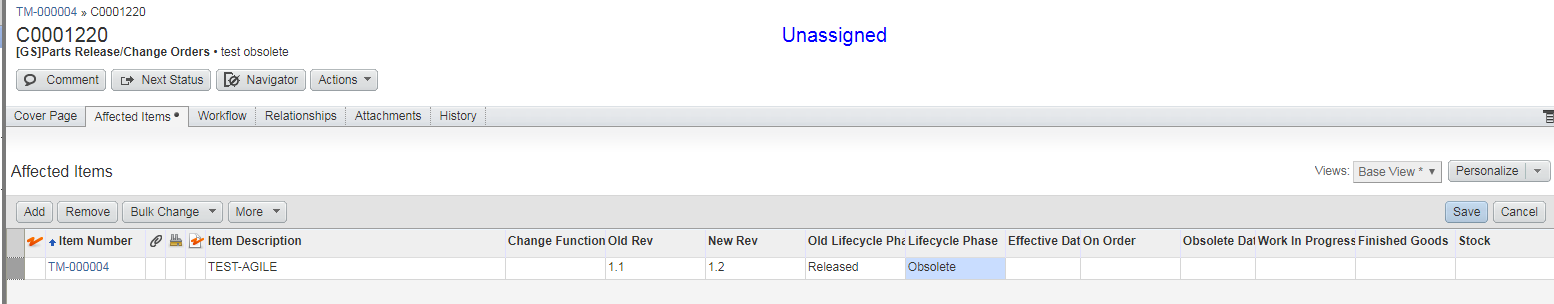 TM-000004 » C0001220
C0001220
Unassigned
[GS]Parts Release/Change Orders • test obsolete
Comment Next Status Navigator Actions
Cover Page Affected Items • Workflow Relationships Attachments History
Affected Items
Views: Base View * Personalize
Add Remove Bulk Change More Save Cancel
Item Number Item Description Change Function Old Rev New Rev Old Lifecycle Pha Lifecycle Phase Effective Dat On Order Obsolete Dat Work In Progress Finished Goods Stock
TM-000004 TEST-AGILE 1.1 1.2 Released Obsolete